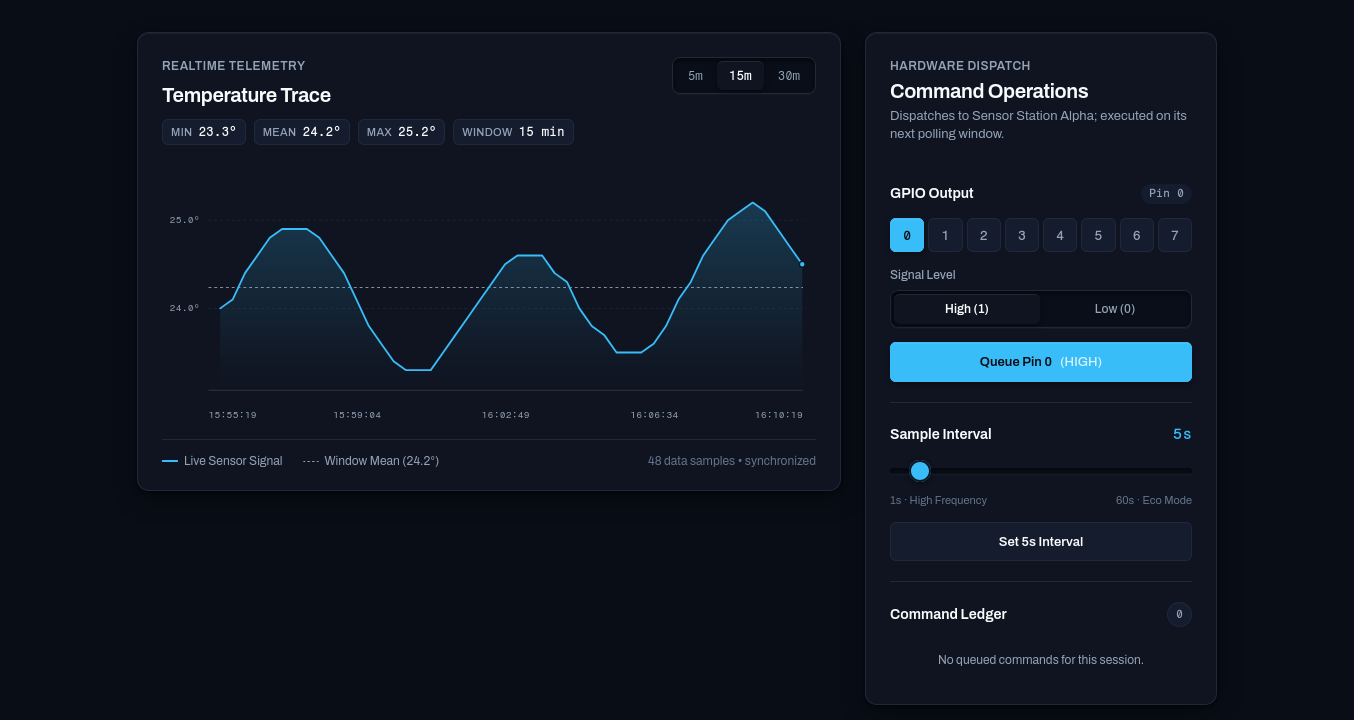 REALTIME TELEMETRY
Temperature Trace
5m 15m 30m
MIN 23.3° MEAN 24.2° MAX 25.2° WINDOW 15 min
25.0°
24.0°
15:55:19 15:59:04 16:02:49 16:06:34 16:10:19
Live Sensor Signal Window Mean (24.2°) 48 data samples • synchronized
HARDWARE DISPATCH
Command Operations
Dispatches to Sensor Station Alpha; executed on its
next polling window.
GPIO Output Pin 0
0 1 2 3 4 5 6 7
Signal Level
High (1) Low (0)
Queue Pin 0 (HIGH)
Sample Interval 5s
1s · High Frequency 60s · Eco Mode
Set 5s Interval
Command Ledger 0
No queued commands for this session.